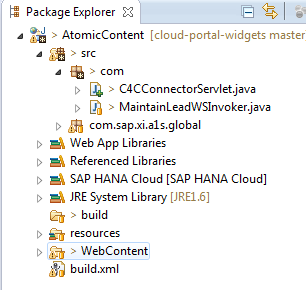 Package Explorer
> AtomicContent [cloud-portal-widgets master
> src
> com
> C4CConnectorServlet.java
> MaintainLeadWSInvoker.java
com.sap.xi.a1s.global
Web App Libraries
Referenced Libraries
SAP HANA Cloud [SAP HANA Cloud]
JRE System Library [JRE1.6]
> build
resources
> WebContent
build.xml